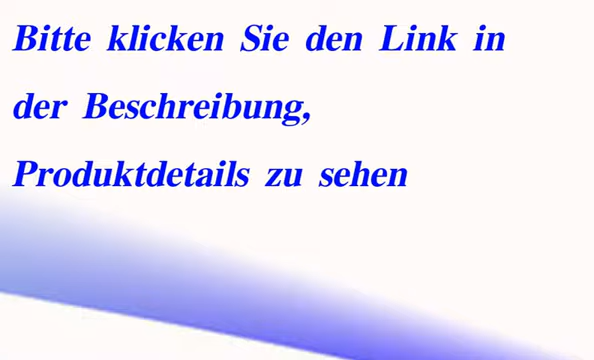 Bitte klicken Sie den Link in
der Beschreibung,
Produktdetails zu sehen